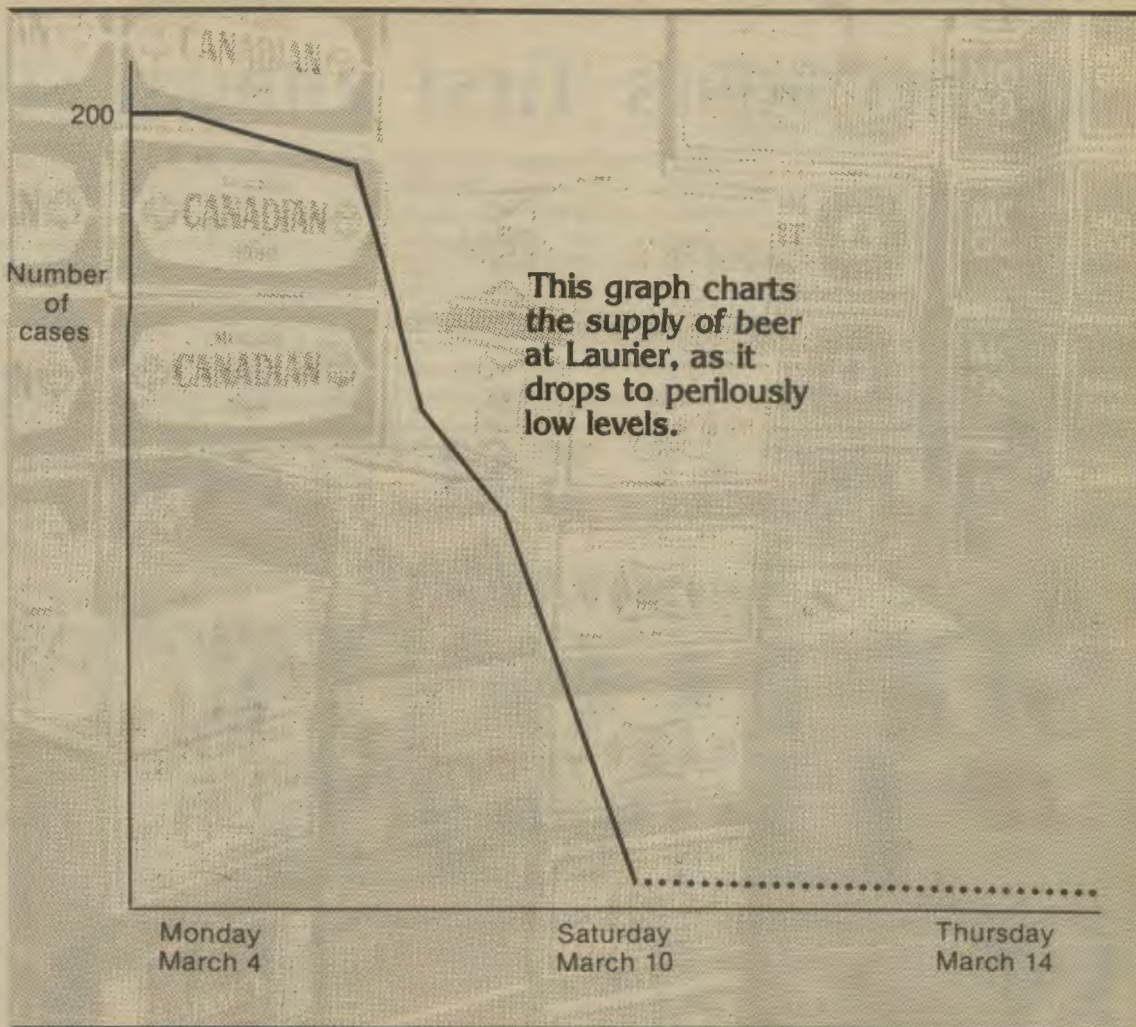 CANADIAN
200
CANADIAN
Number
of
cases
CANADIAN
This graph charts
the supply of beer
at Laurier, as it
drops to perilously
low levels.
Monday
March 4
Saturday
March 10
Thursday
March 14